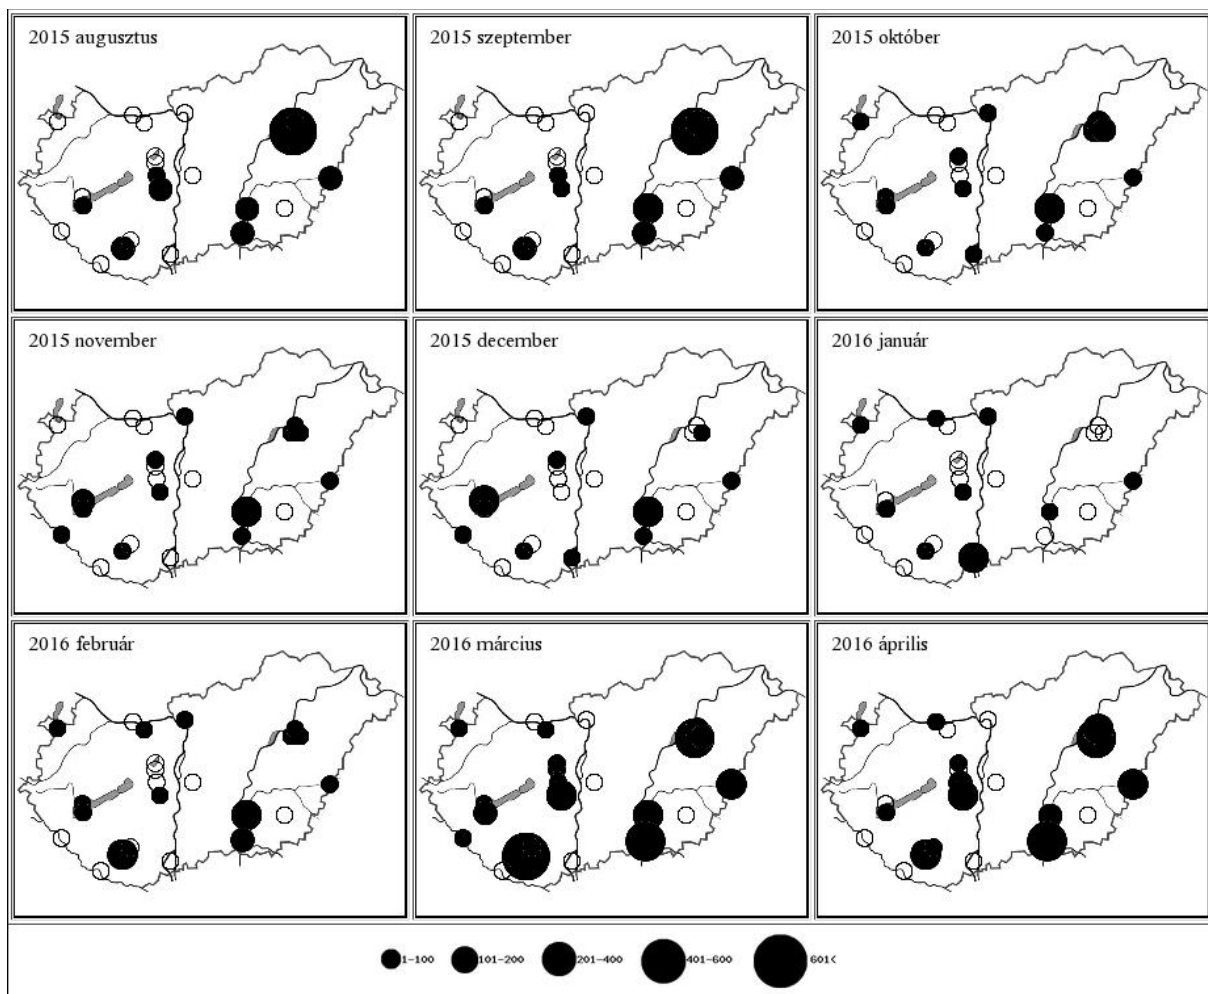 2015 augusztus
2015 szeptember
2015 október
2015 november
2015 december
2016 január
2016 február
2016 március
2016 április
1-100
101-200
201-400
401-600
601<